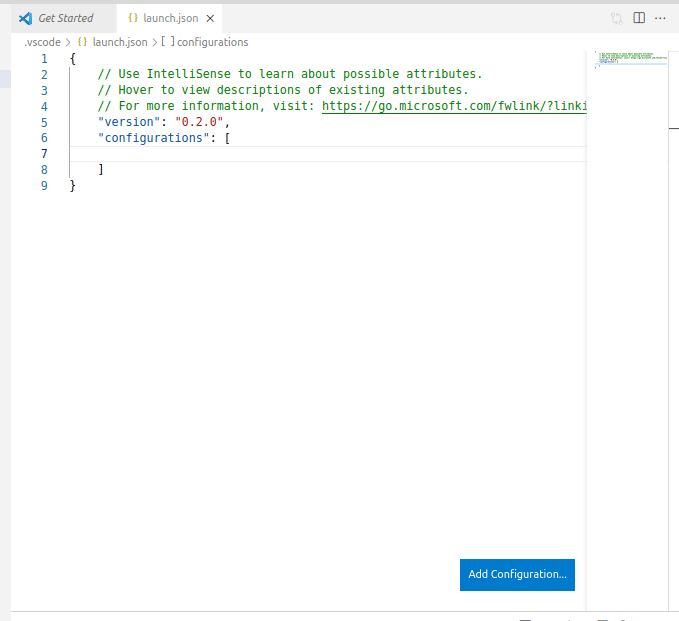 Get Started
{} launch.json
.vscode > {} launch.json > [ ] configurations
1 {
2 // Use IntelliSense to learn about possible attributes.
3 // Hover to view descriptions of existing attributes.
4 // For more information, visit: https://go.microsoft.com/fwlink/?linki
5 "version": "0.2.0",
6 "configurations": [
7
8 ]
9 }
Add Configuration...